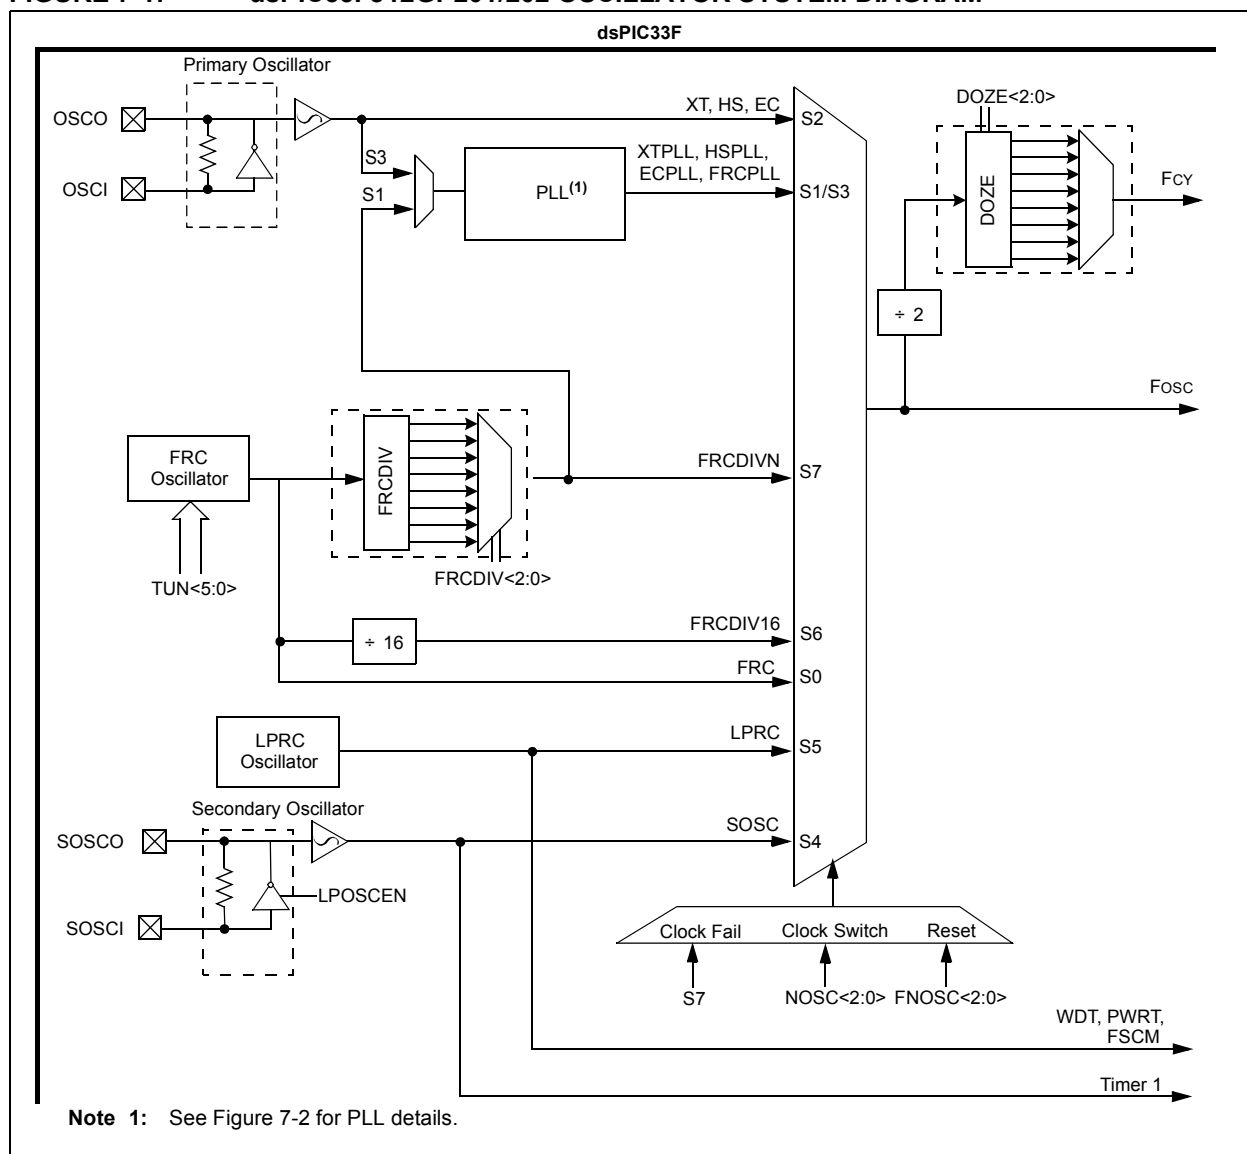 dsPIC33F
Primary Oscillator
OSCO
OSCI
XT, HS, EC
S2
S3
S1
PLL(1)
XTPLL, HSPLL,
ECPLL, FRCPLL
S1/S3
DOZE<2:0>
DOZE
FCY
÷ 2
FOSC
FRC
Oscillator
TUN<5:0>
FRCDIV
FRCDIV<2:0>
FRCDIVN
S7
÷ 16
FRCDIV16
S6
FRC
S0
LPRC
Oscillator
LPRC
S5
Secondary Oscillator
SOSCO
SOSCI
LPOSCEN
SOSC
S4
Clock Fail
Clock Switch
Reset
S7
NOSC<2:0>
FNOSC<2:0>
WDT, PWRT,
FSCM
Timer 1
Note 1: See Figure 7-2 for PLL details.